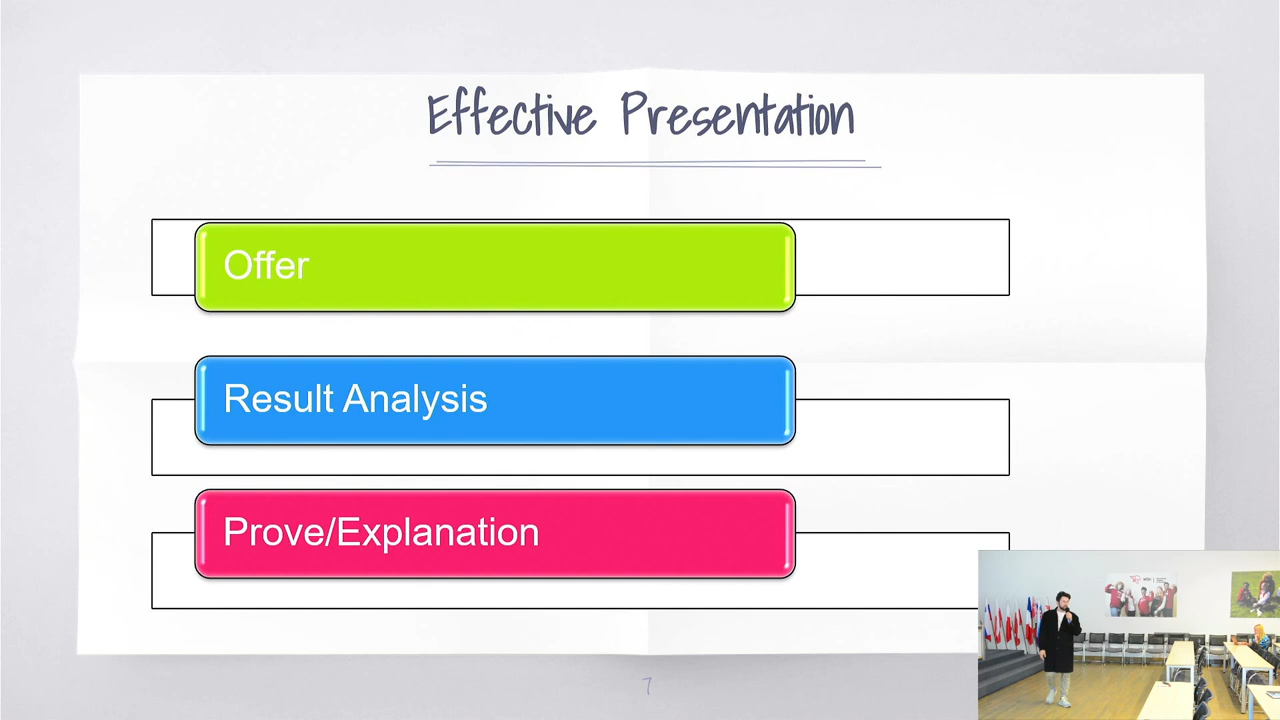 Effective Presentation
Offer
Result Analysis
Prove/Explanation
7